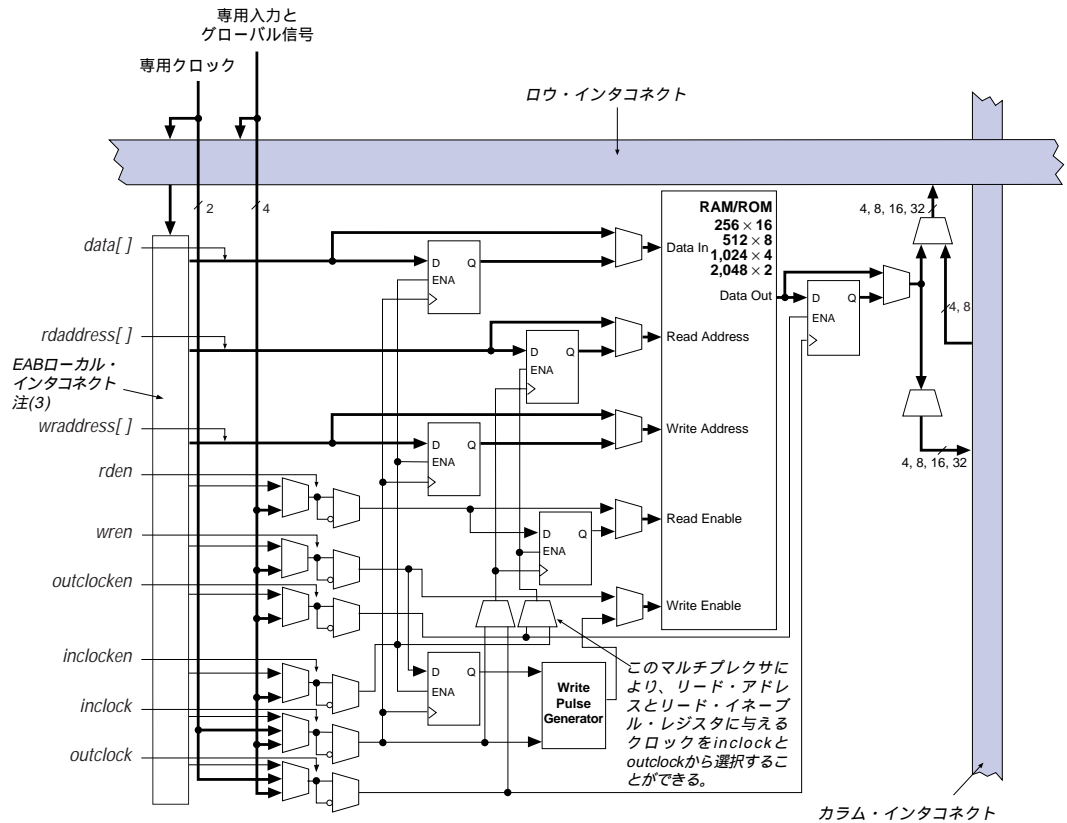 専用入力と
グローバル信号
専用クロック
ロウ・インタコネクト
2
4
4, 8, 16, 32
RAM/ROM
256 × 16
512 × 8
1,024 × 4
2,048 × 2
data[ ]
D
Q
ENA
Data In
Data Out
D
Q
ENA
4, 8
rdaddress[ ]
D
Q
ENA
Read Address
EABローカル・
インタコネクト
注(3)
wraddress[ ]
D
Q
ENA
Write Address
4, 8, 16, 32
rden
D
Q
ENA
Read Enable
wren
outclocken
Write Enable
inclocken
D
Q
ENA
Write
Pulse
Generator
このマルチプレクサに
より、リード・アドレ
スとリード・イネーブ
ル・レジスタに与える
クロックをinclockと
outclockから選択するこ
とができる。
inclock
outclock
カラム・インタコネクト